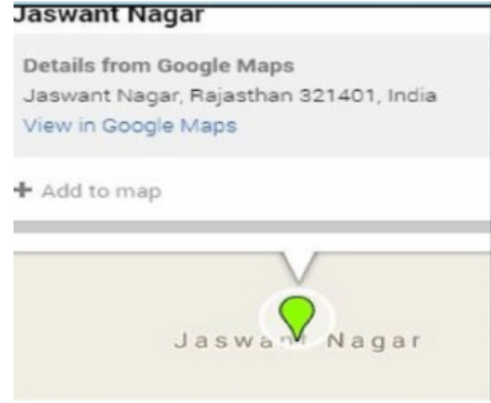 Jaswant Nagar
Details from Google Maps
Jaswant Nagar, Rajasthan 321401, India
View in Google Maps
+ Add to map
Jaswant Nagar